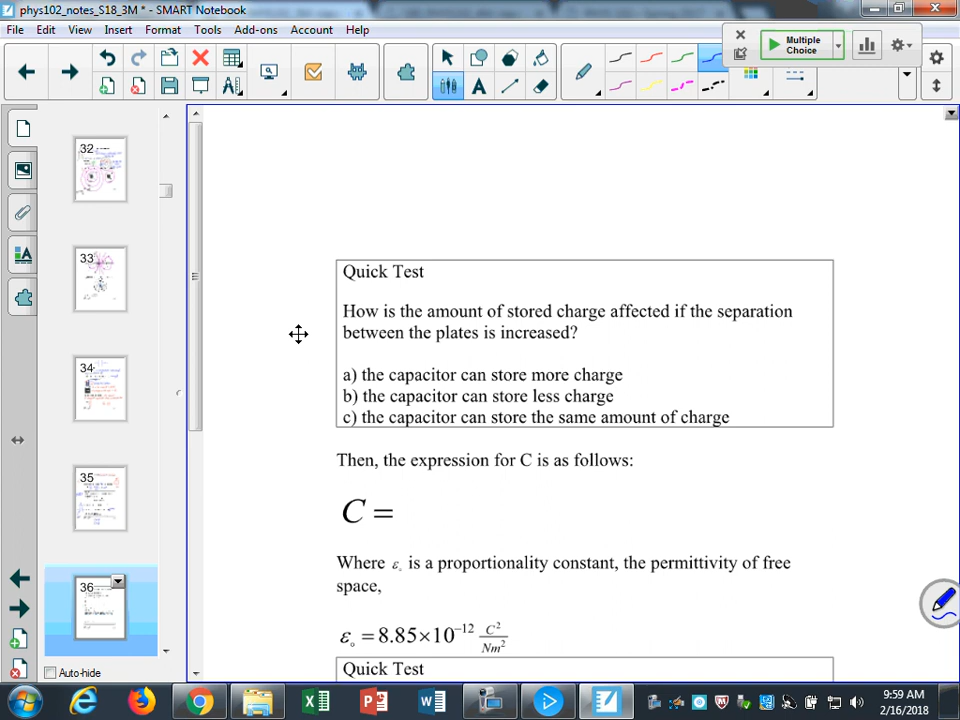 phys102_notes_S18_3M * - SMART Notebook
File Edit View Insert Format Tools Add-ons Account Help
Multiple
Choice
32
33
34
35
36
Quick Test
How is the amount of stored charge affected if the separation
between the plates is increased?
a) the capacitor can store more charge
b) the capacitor can store less charge
c) the capacitor can store the same amount of charge
Then, the expression for C is as follows:
C =
Where ε₀ is a proportionality constant, the permittivity of free
space,
ε₀ = 8.85×10⁻¹² C²/Nm²
Quick Test
Auto-hide
9:59 AM
2/16/2018